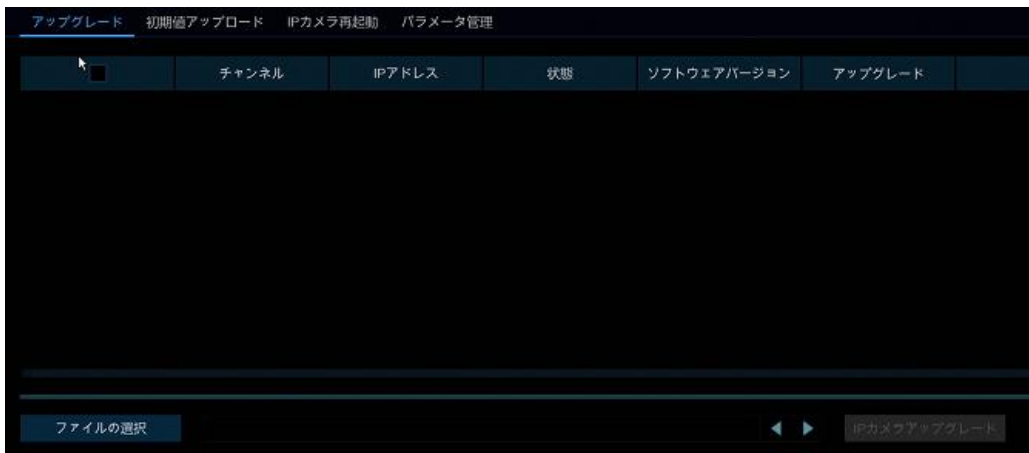 アップグレード 初期値アップロード IPカメラ再起動 パラメータ管理
チャンネル IPアドレス 状態 ソフトウェアバージョン アップグレード
ファイルの選択 IPカメラアップグレード